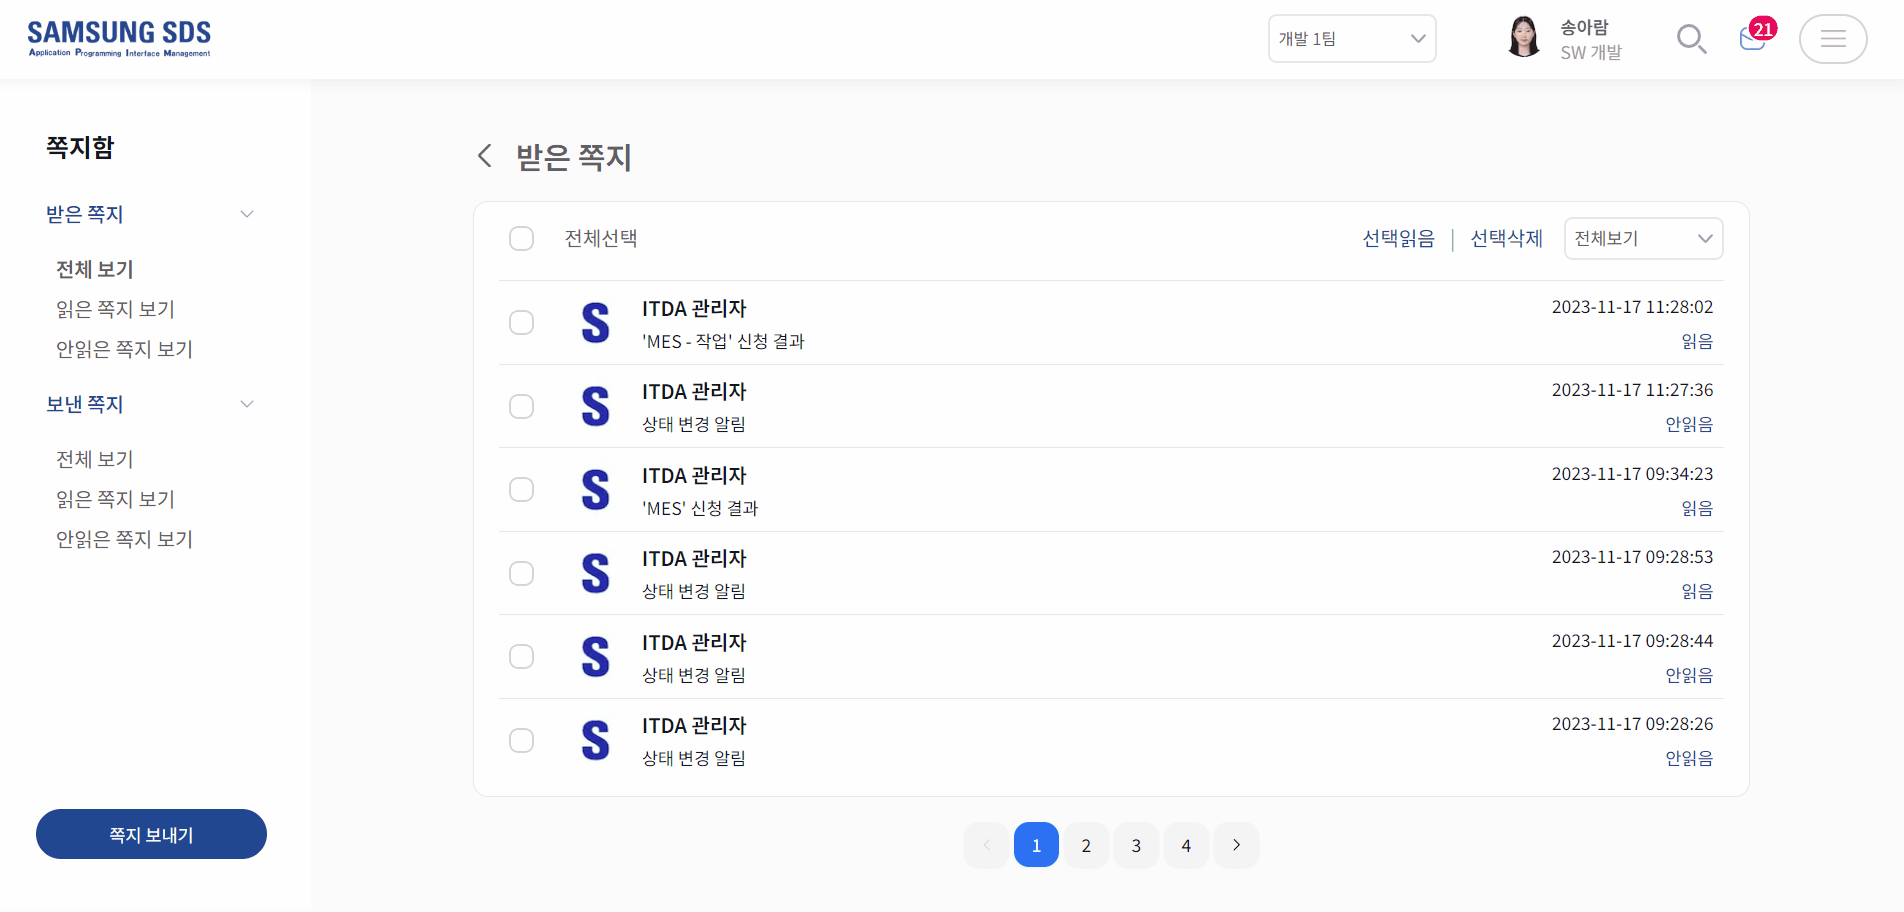 SAMSUNG SDS
Application Programming Interface Management
개발 1팀
송아람
SW 개발
21
쪽지함
받은 쪽지
전체 보기
읽은 쪽지 보기
안읽은 쪽지 보기
보낸 쪽지
전체 보기
읽은 쪽지 보기
안읽은 쪽지 보기
쪽지 보내기
받은 쪽지
전체선택
선택읽음 | 선택삭제
전체보기
S
ITDA 관리자
2023-11-17 11:28:02
'MES - 작업' 신청 결과
읽음
S
ITDA 관리자
2023-11-17 11:27:36
상태 변경 알림
안읽음
S
ITDA 관리자
2023-11-17 09:34:23
'MES' 신청 결과
읽음
S
ITDA 관리자
2023-11-17 09:28:53
상태 변경 알림
읽음
S
ITDA 관리자
2023-11-17 09:28:44
상태 변경 알림
안읽음
S
ITDA 관리자
2023-11-17 09:28:26
상태 변경 알림
안읽음
1 2 3 4